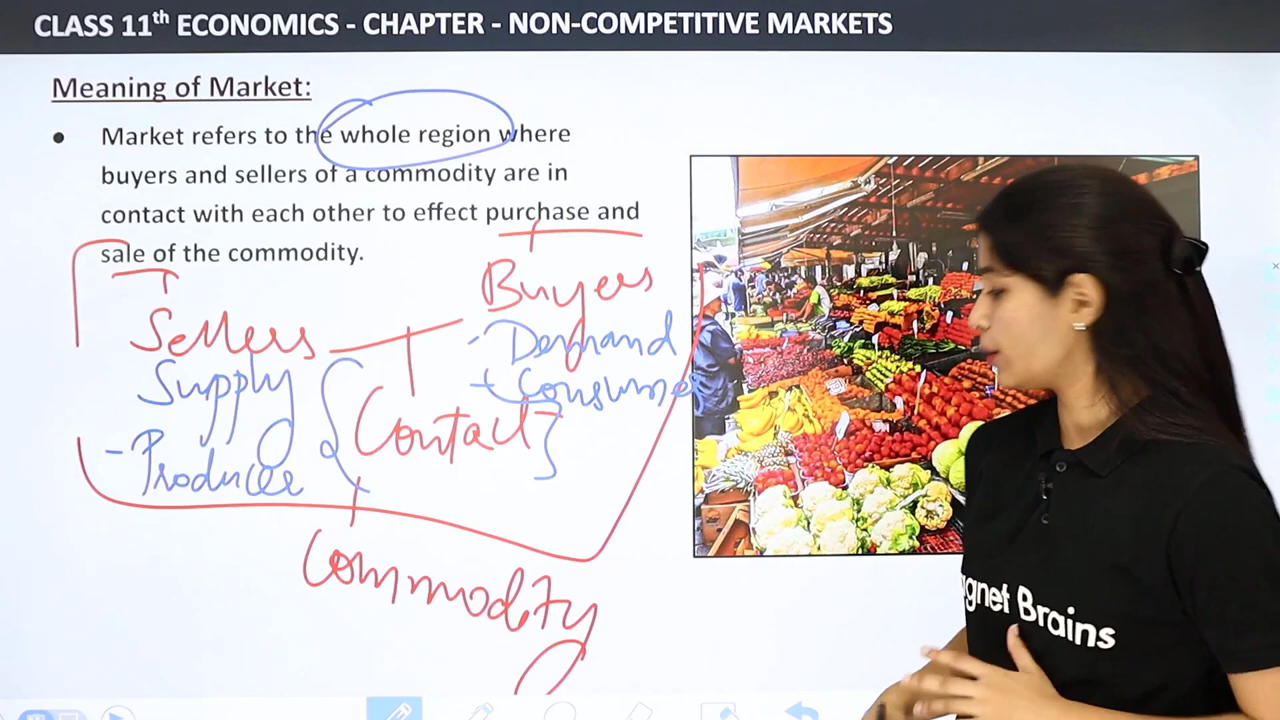 CLASS 11th ECONOMICS - CHAPTER - NON-COMPETITIVE MARKETS
Meaning of Market:
● Market refers to the whole region where
buyers and sellers of a commodity are in
contact with each other to effect purchase and
sale of the commodity.
Buyers
Sellers
- Demand
Supply
Consumer
Contact
- Producer
Commodity
gnet Brains